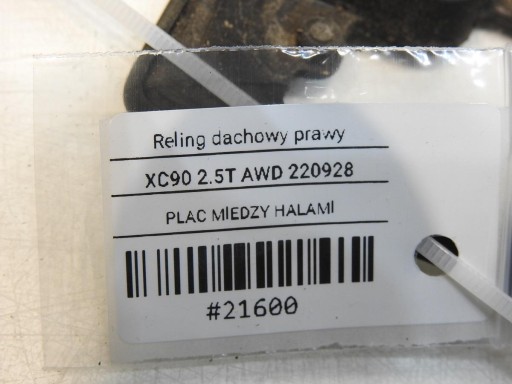 Reling dachowy prawy
XC90 2.5T AWD 220928
PLAC MIEDZY HALAMI
#21600